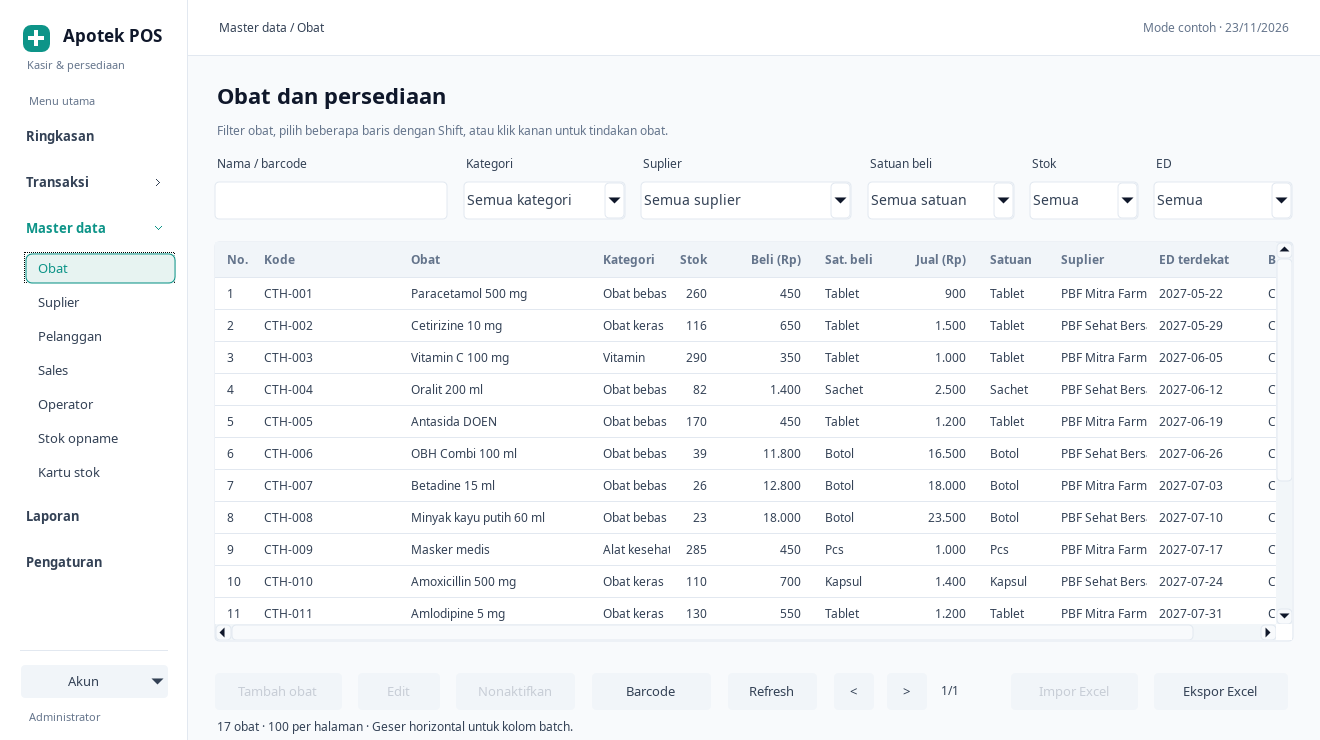 Apotek POS
Kasir & persediaan
Menu utama
Ringkasan
Transaksi
Master data
Obat
Suplier
Pelanggan
Sales
Operator
Stok opname
Kartu stok
Laporan
Pengaturan
Akun
Administrator
Master data / Obat
Mode contoh · 23/11/2026
Obat dan persediaan
Filter obat, pilih beberapa baris dengan Shift, atau klik kanan untuk tindakan obat.
Nama / barcode Kategori Suplier Satuan beli Stok ED
Semua kategori Semua suplier Semua satuan Semua Semua
No. Kode Obat Kategori Stok Beli (Rp) Sat. beli Jual (Rp) Satuan Suplier ED terdekat B
1 CTH-001 Paracetamol 500 mg Obat bebas 260 450 Tablet 900 Tablet PBF Mitra Farm 2027-05-22 C
2 CTH-002 Cetirizine 10 mg Obat keras 116 650 Tablet 1.500 Tablet PBF Sehat Bers 2027-05-29 C
3 CTH-003 Vitamin C 100 mg Vitamin 290 350 Tablet 1.000 Tablet PBF Mitra Farm 2027-06-05 C
4 CTH-004 Oralit 200 ml Obat bebas 82 1.400 Sachet 2.500 Sachet PBF Sehat Bers 2027-06-12 C
5 CTH-005 Antasida DOEN Obat bebas 170 450 Tablet 1.200 Tablet PBF Mitra Farm 2027-06-19 C
6 CTH-006 OBH Combi 100 ml Obat bebas 39 11.800 Botol 16.500 Botol PBF Sehat Bers 2027-06-26 C
7 CTH-007 Betadine 15 ml Obat bebas 26 12.800 Botol 18.000 Botol PBF Mitra Farm 2027-07-03 C
8 CTH-008 Minyak kayu putih 60 ml Obat bebas 23 18.000 Botol 23.500 Botol PBF Sehat Bers 2027-07-10 C
9 CTH-009 Masker medis Alat kesehat 285 450 Pcs 1.000 Pcs PBF Mitra Farm 2027-07-17 C
10 CTH-010 Amoxicillin 500 mg Obat keras 110 700 Kapsul 1.400 Kapsul PBF Sehat Bers 2027-07-24 C
11 CTH-011 Amlodipine 5 mg Obat keras 130 550 Tablet 1.200 Tablet PBF Mitra Farm 2027-07-31 C
Tambah obat Edit Nonaktifkan Barcode Refresh < > 1/1 Impor Excel Ekspor Excel
17 obat · 100 per halaman · Geser horizontal untuk kolom batch.